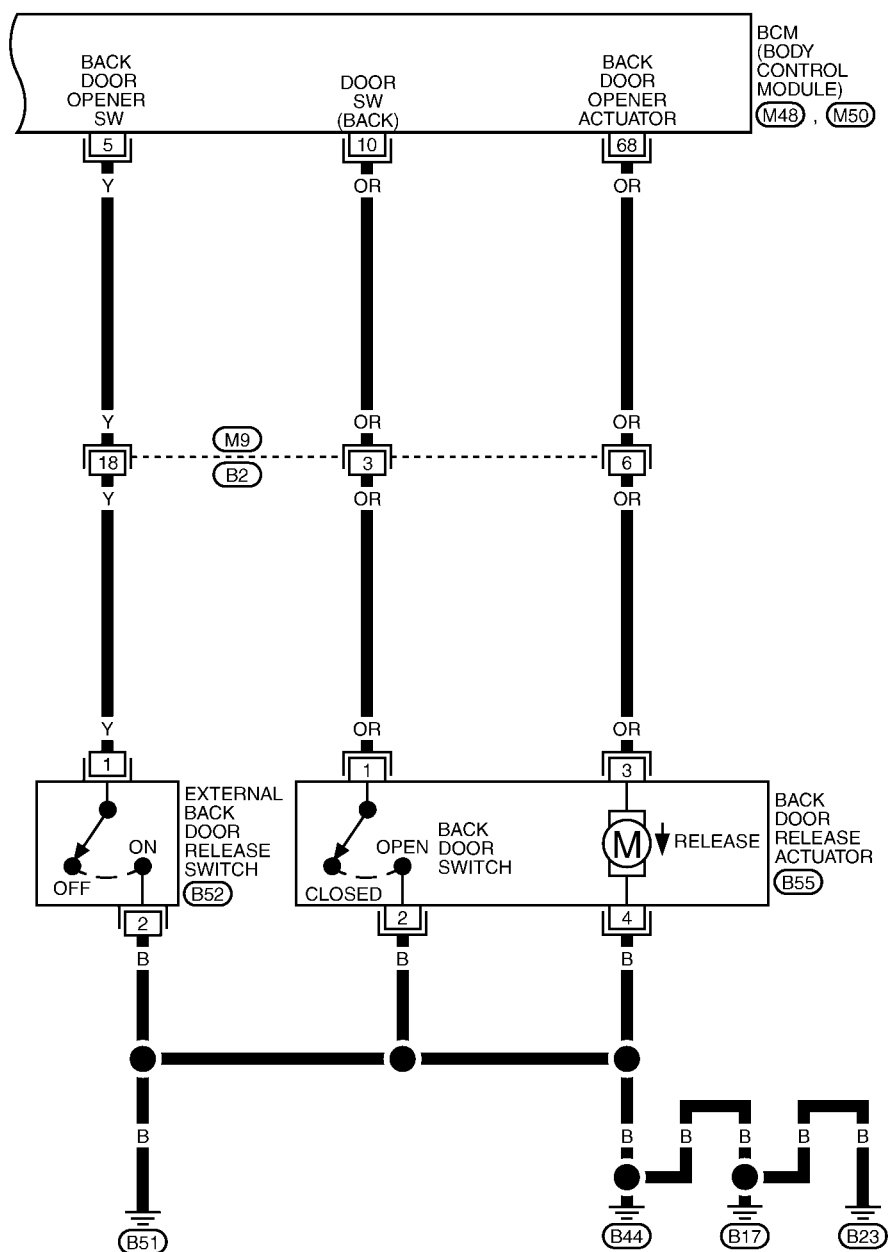 BACK
DOOR
OPENER
SW
DOOR
SW
(BACK)
BACK
DOOR
OPENER
ACTUATOR
BCM
(BODY
CONTROL
MODULE)
M48 , M50
5
10
68
Y
OR
OR
Y
OR
OR
M9
18
3
6
B2
Y
OR
OR
Y
OR
OR
1
1
3
EXTERNAL
BACK
DOOR
RELEASE
SWITCH
B52
ON
OFF
BACK
DOOR
SWITCH
OPEN
CLOSED
M
RELEASE
BACK
DOOR
RELEASE
ACTUATOR
B55
2
2
4
B
B
B
B
B
B
B
B
B
B51
B44
B17
B23